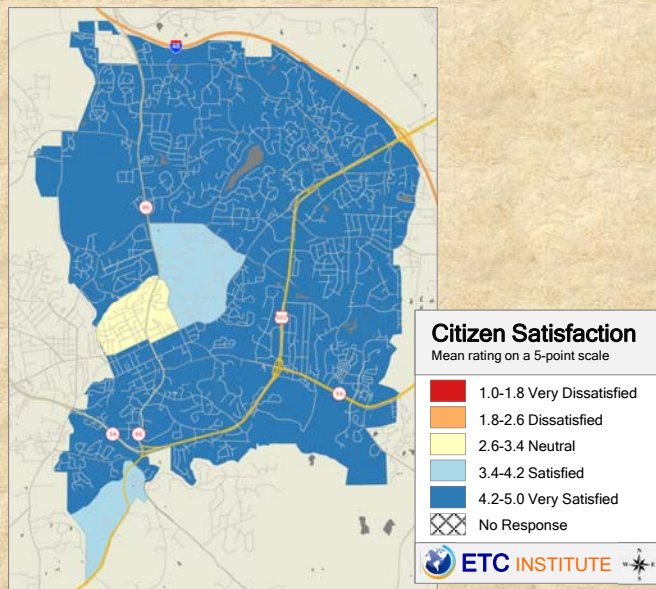 86
54
54
86
Citizen Satisfaction
Mean rating on a 5-point scale
1.0-1.8 Very Dissatisfied
1.8-2.6 Dissatisfied
2.6-3.4 Neutral
3.4-4.2 Satisfied
4.2-5.0 Very Satisfied
No Response
ETC INSTITUTE
N
W E
S